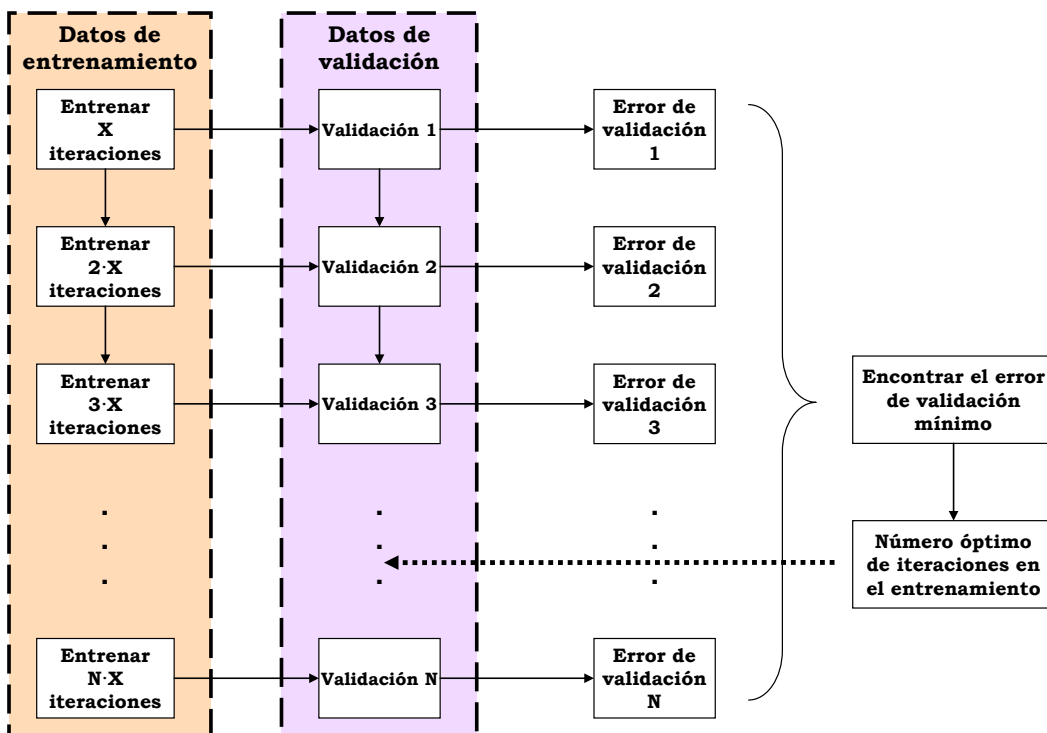 Datos de
entrenamiento
Datos de
validación
Entrenar
X
iteraciones
Validación 1
Error de
validación
1
Entrenar
2·X
iteraciones
Validación 2
Error de
validación
2
Entrenar
3·X
iteraciones
Validación 3
Error de
validación
3
Encontrar el error
de validación
mínimo
Número óptimo
de iteraciones en
el entrenamiento
Entrenar
N·X
iteraciones
Validación N
Error de
validación
N